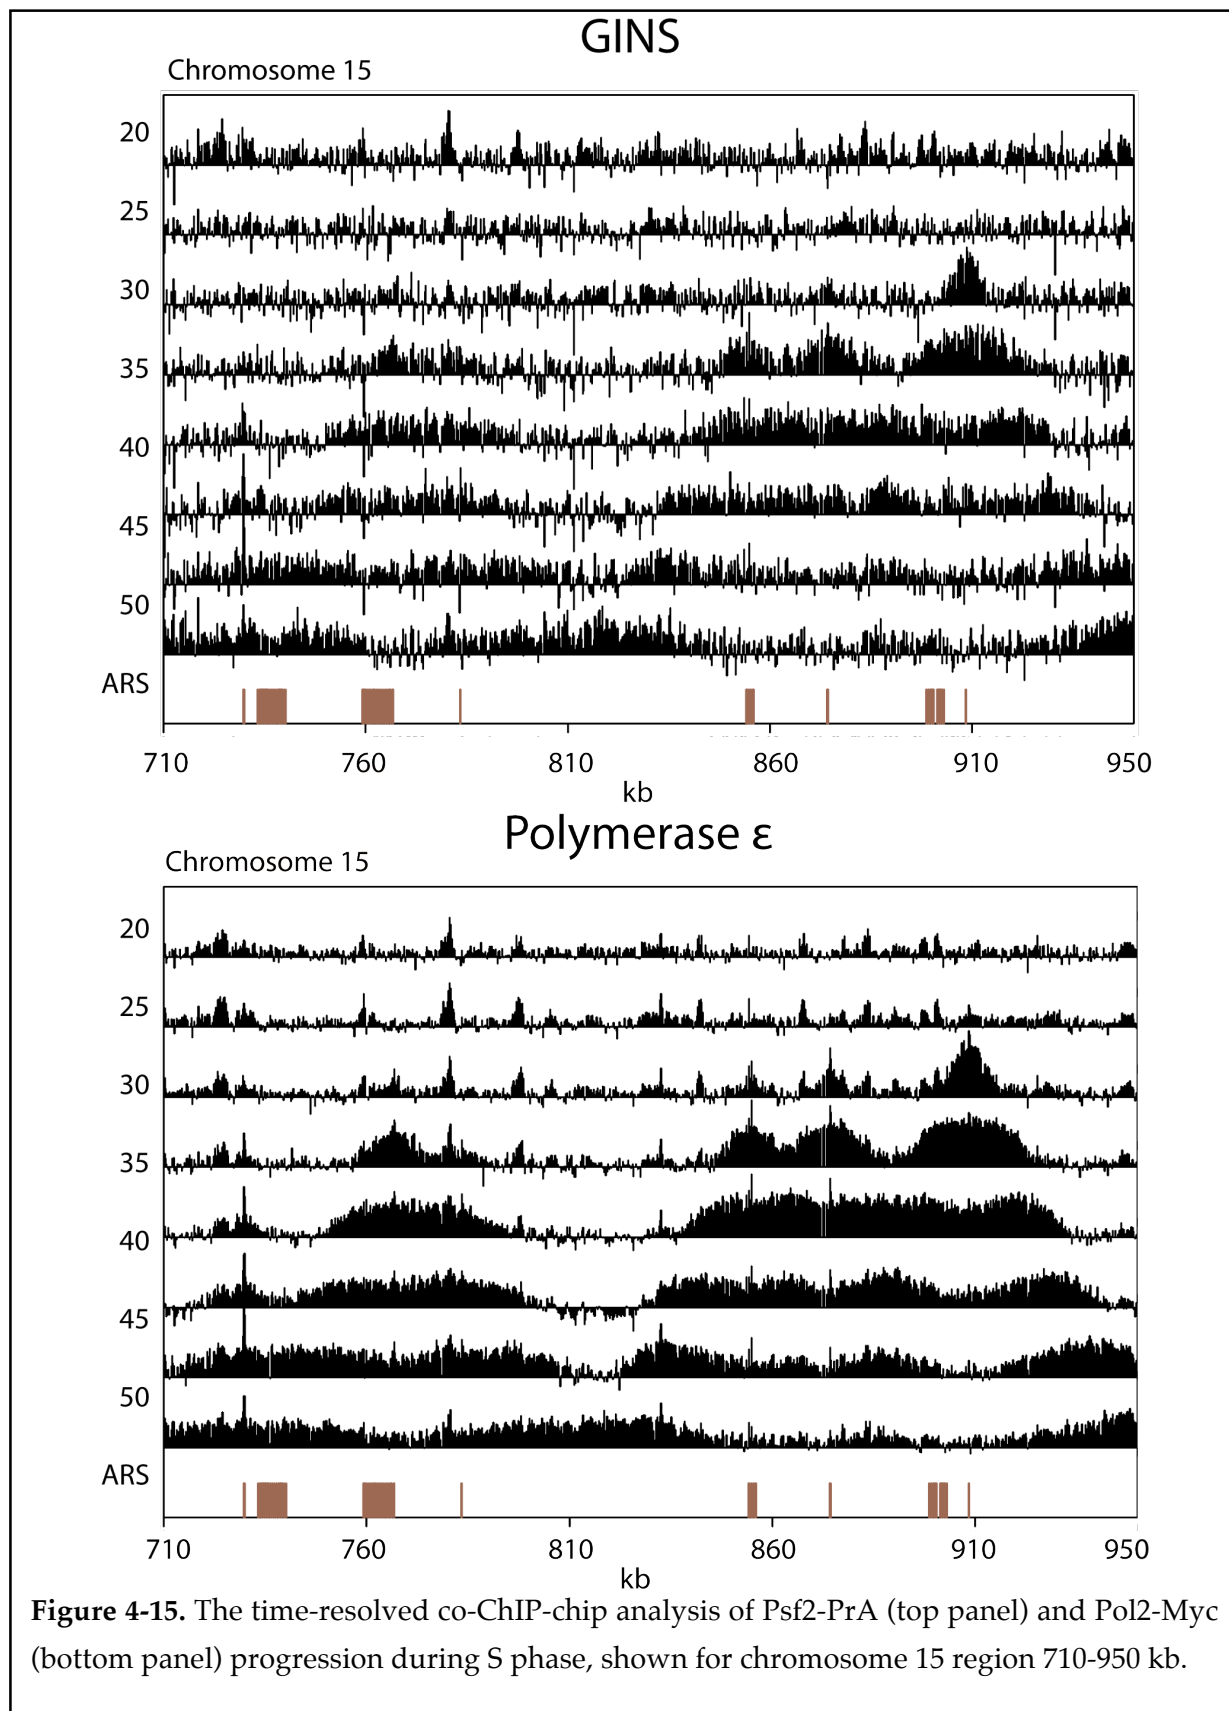 GINS
Chromosome 15
20
25
30
35
40
45
50
ARS
710 760 810 860 910 950
kb
Polymerase ε
Chromosome 15
20
25
30
35
40
45
50
ARS
710 760 810 860 910 950
kb
Figure 4-15. The time-resolved co-ChIP-chip analysis of Psf2-PrA (top panel) and Pol2-Myc
(bottom panel) progression during S phase, shown for chromosome 15 region 710-950 kb.